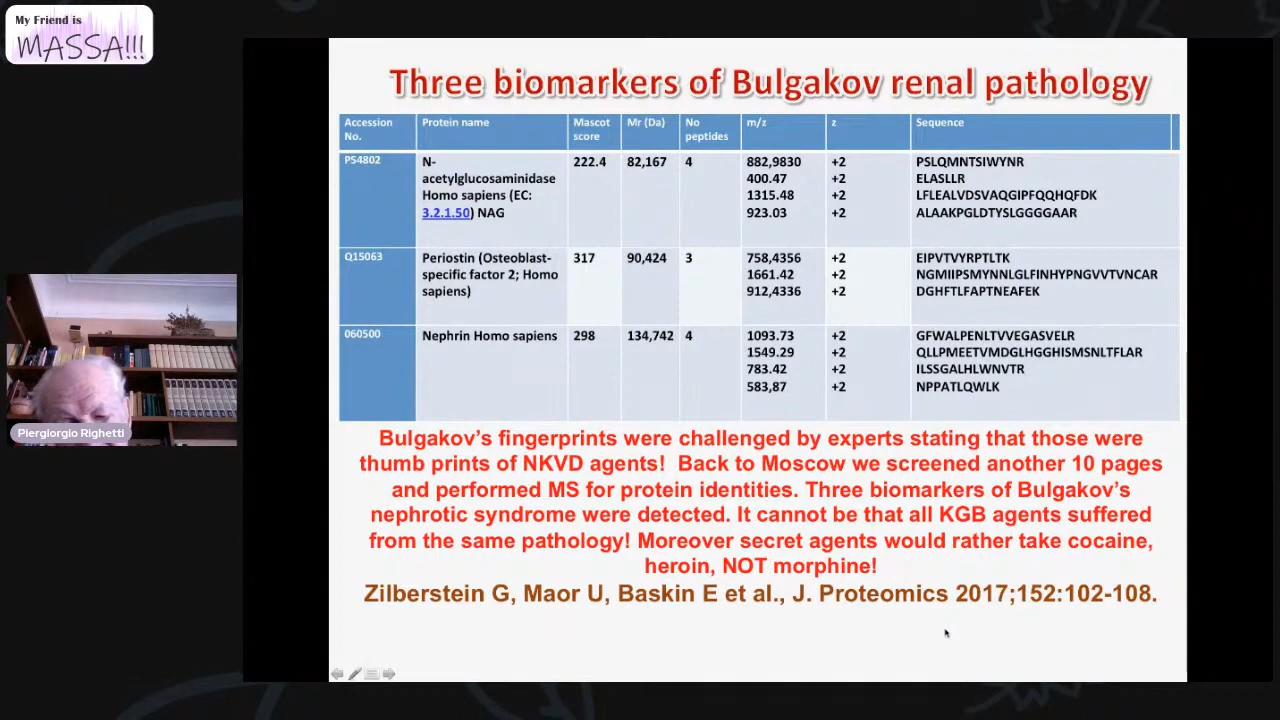 My Friend is
MASSA!!!
Three biomarkers of Bulgakov renal pathology
Accession No. Protein name Mascot score Mr (Da) No peptides m/z z Sequence
P54802 N-acetylglucosaminidase Homo sapiens (EC: 3.2.1.50) NAG 222.4 82,167 4
882,9830 +2 PSLQMNTSIWYNR
400.47 +2 ELASLLR
1315.48 +2 LFLEALVDSVAQGIPFQQHQFDK
923.03 +2 ALAAKPGLDTYSLGGGGAAR
Q15063 Periostin (Osteoblast-specific factor 2; Homo sapiens) 317 90,424 3
758,4356 +2 EIPVTVYRPTLTK
1661.42 +2 NGMIIPSMYNNLGLFINHYPNGVVTVNCAR
912,4336 +2 DGHFTLFAPTNEAFEK
060500 Nephrin Homo sapiens 298 134,742 4
1093.73 +2 GFWALPENLTVVEGASVELR
1549.29 +2 QLLPMEETVMDGLHGGHISMSNLTFLAR
783.42 +2 ILSSGALHLWNVTR
583,87 +2 NPPATLQWLK
Bulgakov's fingerprints were challenged by experts stating that those were
thumb prints of NKVD agents! Back to Moscow we screened another 10 pages
and performed MS for protein identities. Three biomarkers of Bulgakov's
nephrotic syndrome were detected. It cannot be that all KGB agents suffered
from the same pathology! Moreover secret agents would rather take cocaine,
heroin, NOT morphine!
Zilberstein G, Maor U, Baskin E et al., J. Proteomics 2017;152:102-108.
Piergiorgio Righetti